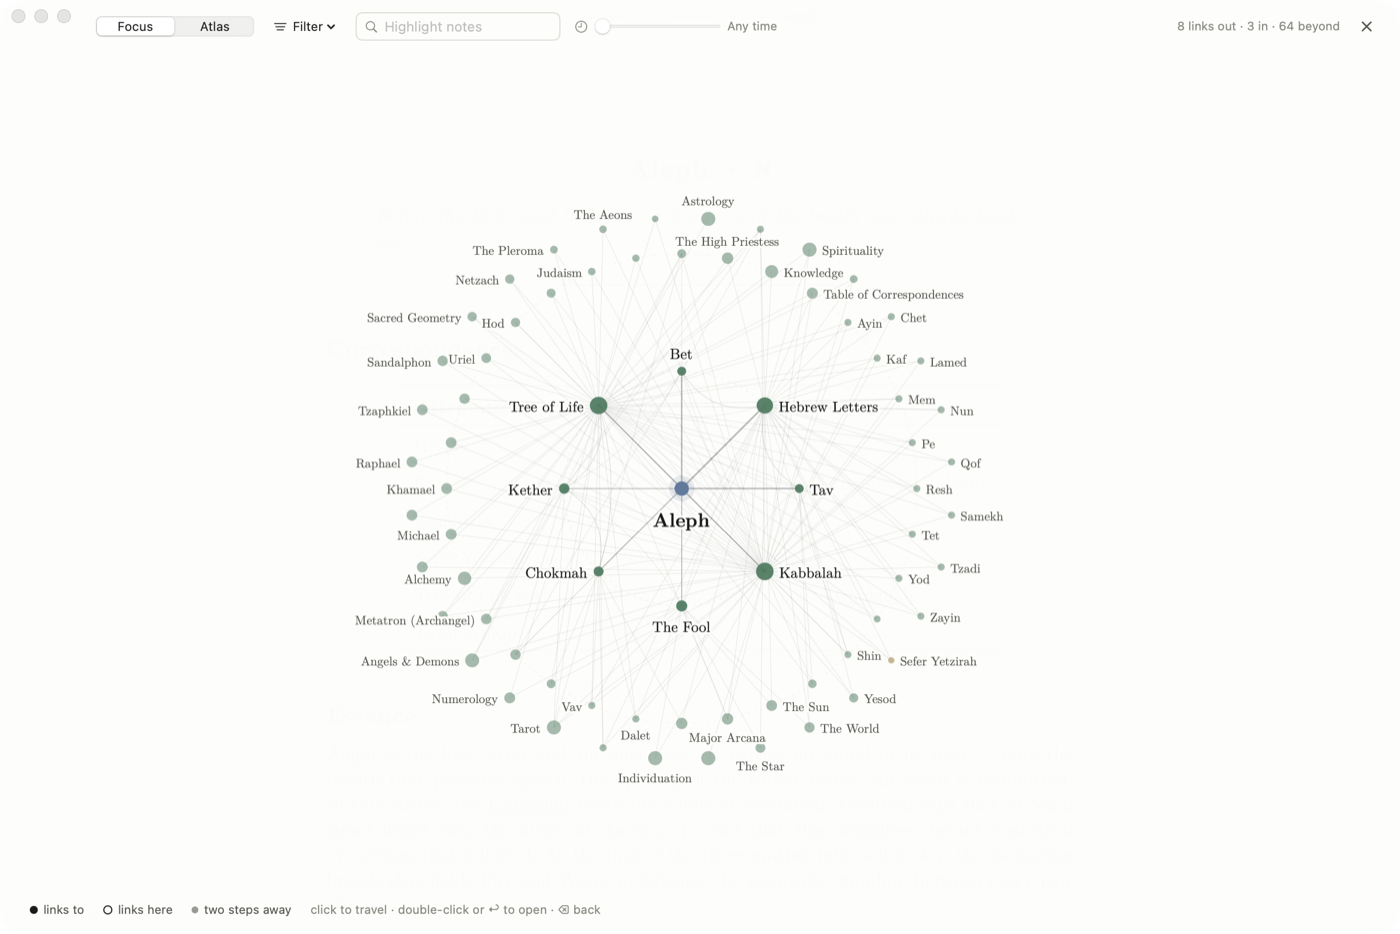 Focus
Atlas
Filter
Highlight notes
Any time
8 links out · 3 in · 64 beyond
Astrology
The Aeons
The High Priestess
The Pleroma
Spirituality
Judaism
Knowledge
Netzach
Table of Correspondences
Sacred Geometry
Hod
Ayin
Chet
Bet
Sandalphon
Uriel
Kaf
Lamed
Tree of Life
Hebrew Letters
Mem
Tzaphkiel
Nun
Pe
Raphael
Qof
Khamael
Kether
Tav
Resh
Aleph
Samekh
Michael
Tet
Tzadi
Alchemy
Chokmah
Kabbalah
Yod
Metatron (Archangel)
The Fool
Zayin
Angels & Demons
Shin
Sefer Yetzirah
Numerology
Vav
The Sun
Yesod
Tarot
Dalet
Major Arcana
The World
Individuation
The Star
links to
links here
two steps away
click to travel · double-click or ↩ to open · ⌫ back